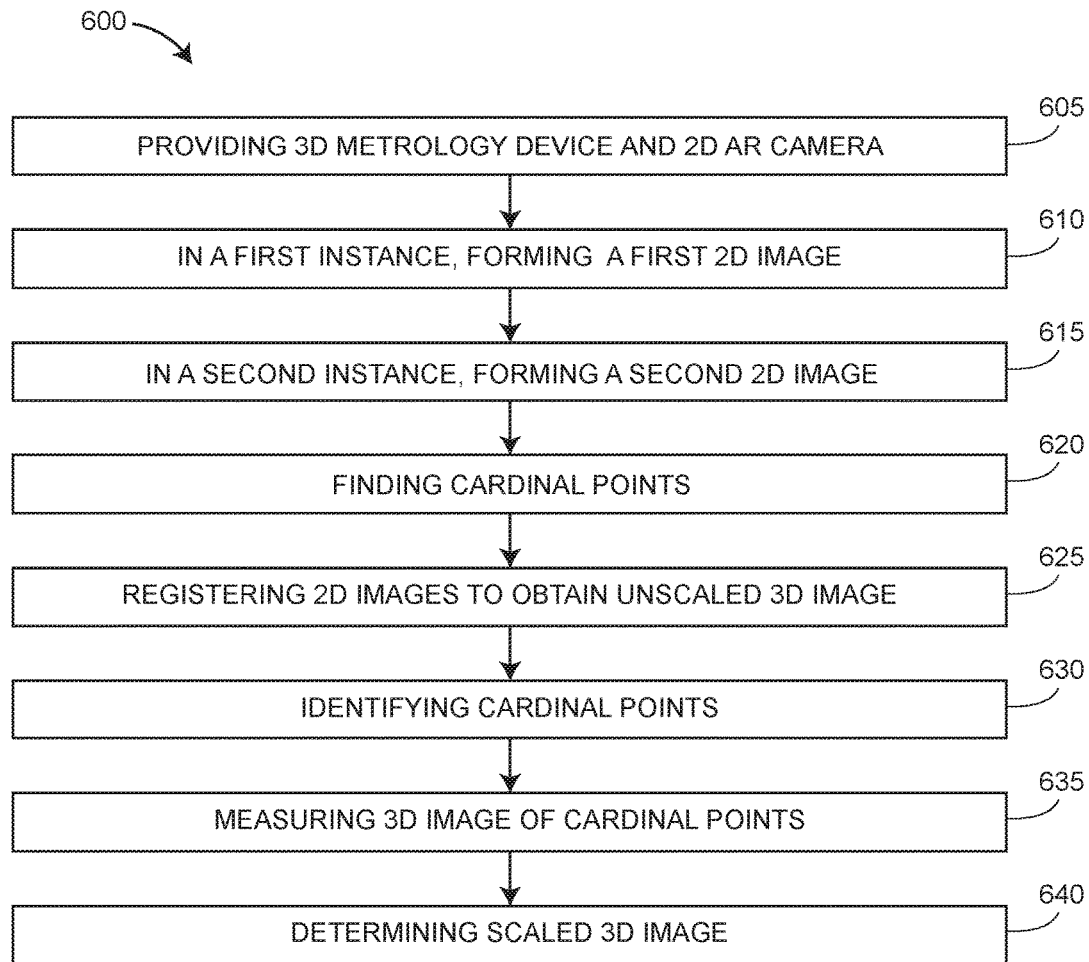 600
605
PROVIDING 3D METROLOGY DEVICE AND 2D AR CAMERA
610
IN A FIRST INSTANCE, FORMING A FIRST 2D IMAGE
615
IN A SECOND INSTANCE, FORMING A SECOND 2D IMAGE
620
FINDING CARDINAL POINTS
625
REGISTERING 2D IMAGES TO OBTAIN UNSCALED 3D IMAGE
630
IDENTIFYING CARDINAL POINTS
635
MEASURING 3D IMAGE OF CARDINAL POINTS
640
DETERMINING SCALED 3D IMAGE